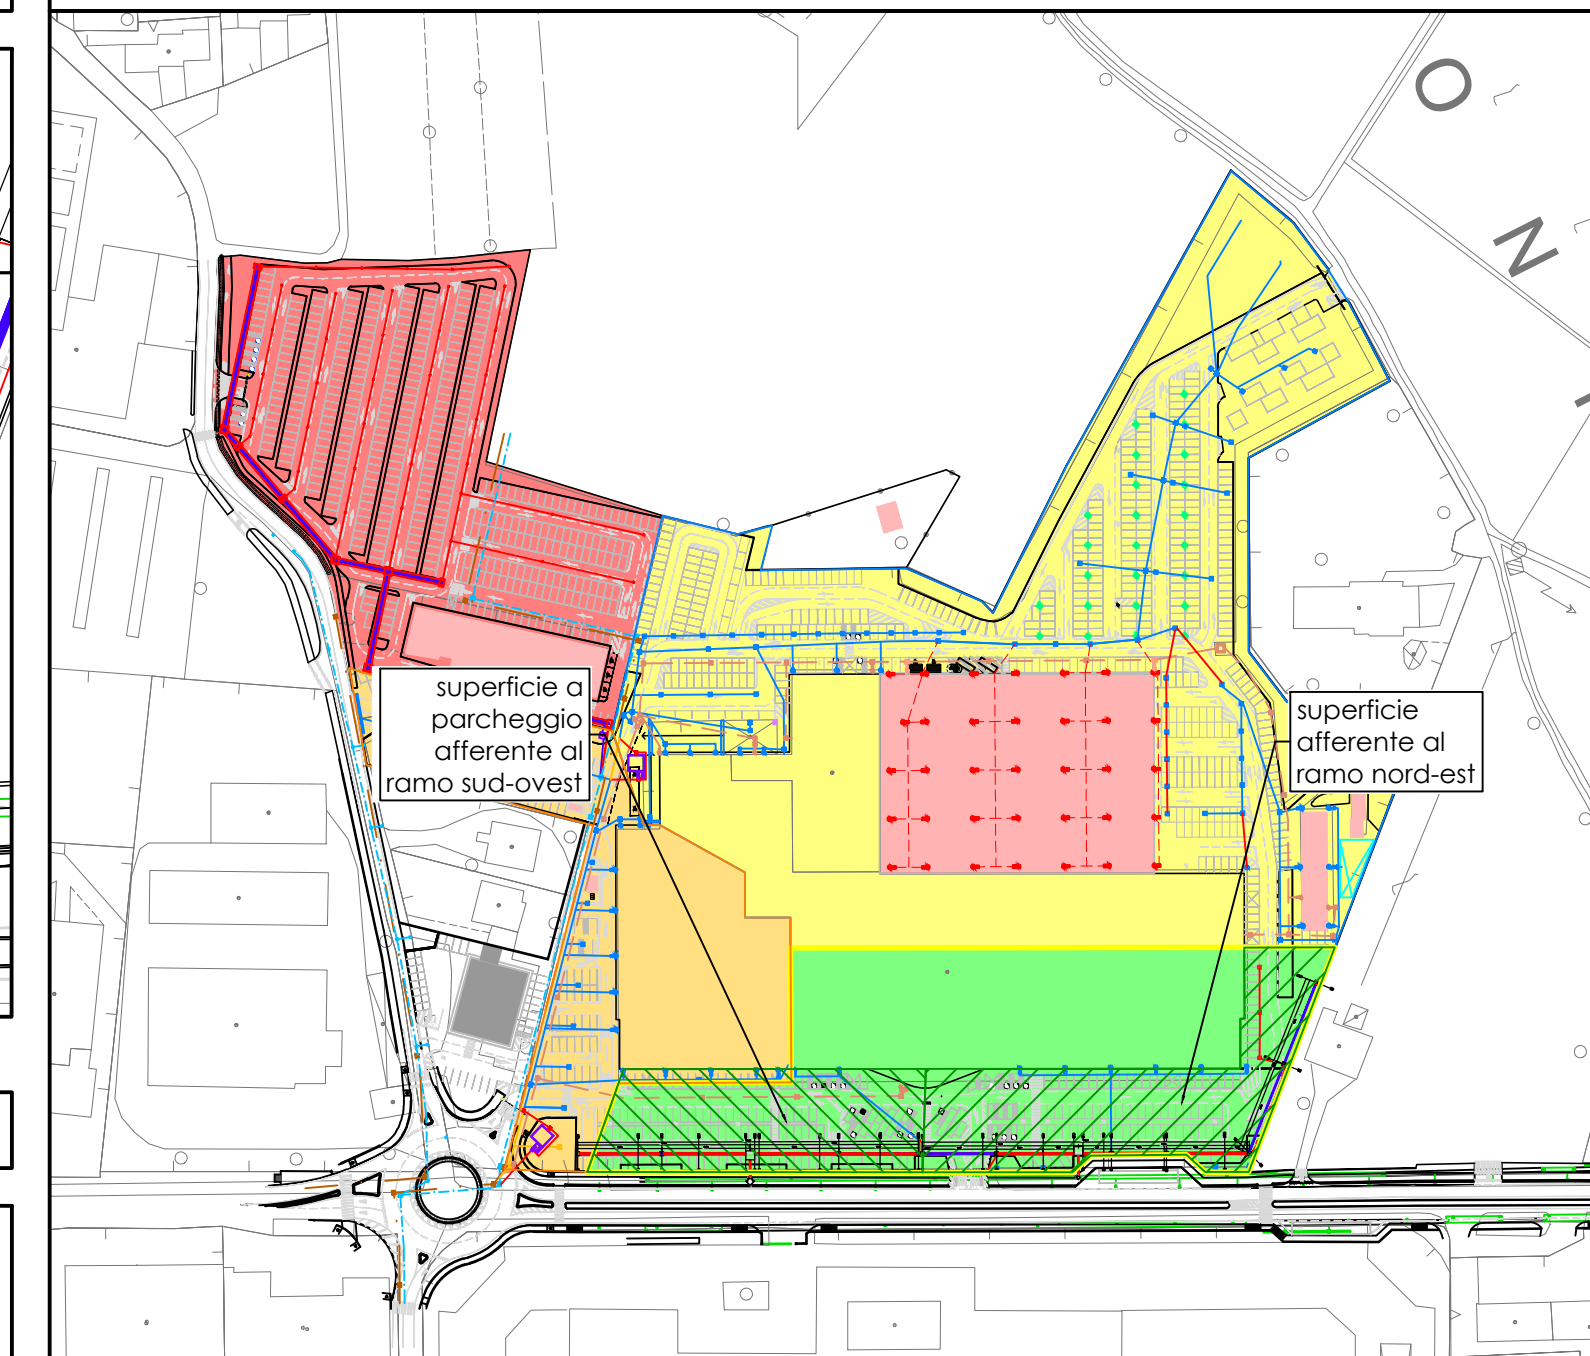 O
N
superficie a
parcheggio
afferente al
ramo sud-ovest
superficie
afferente al
ramo nord-est